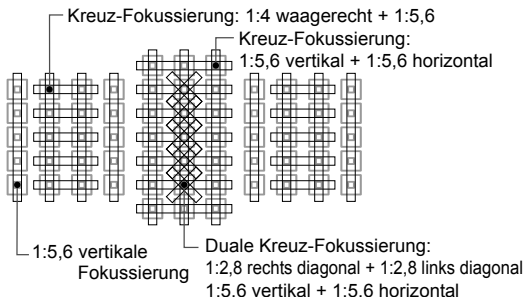 Kreuz-Fokussierung: 1:4 waagerecht + 1:5,6
Kreuz-Fokussierung:
1:5,6 vertikal + 1:5,6 horizontal
1:5,6 vertikale
Fokussierung
Duale Kreuz-Fokussierung:
1:2,8 rechts diagonal + 1:2,8 links diagonal
1:5,6 vertikal + 1:5,6 horizontal